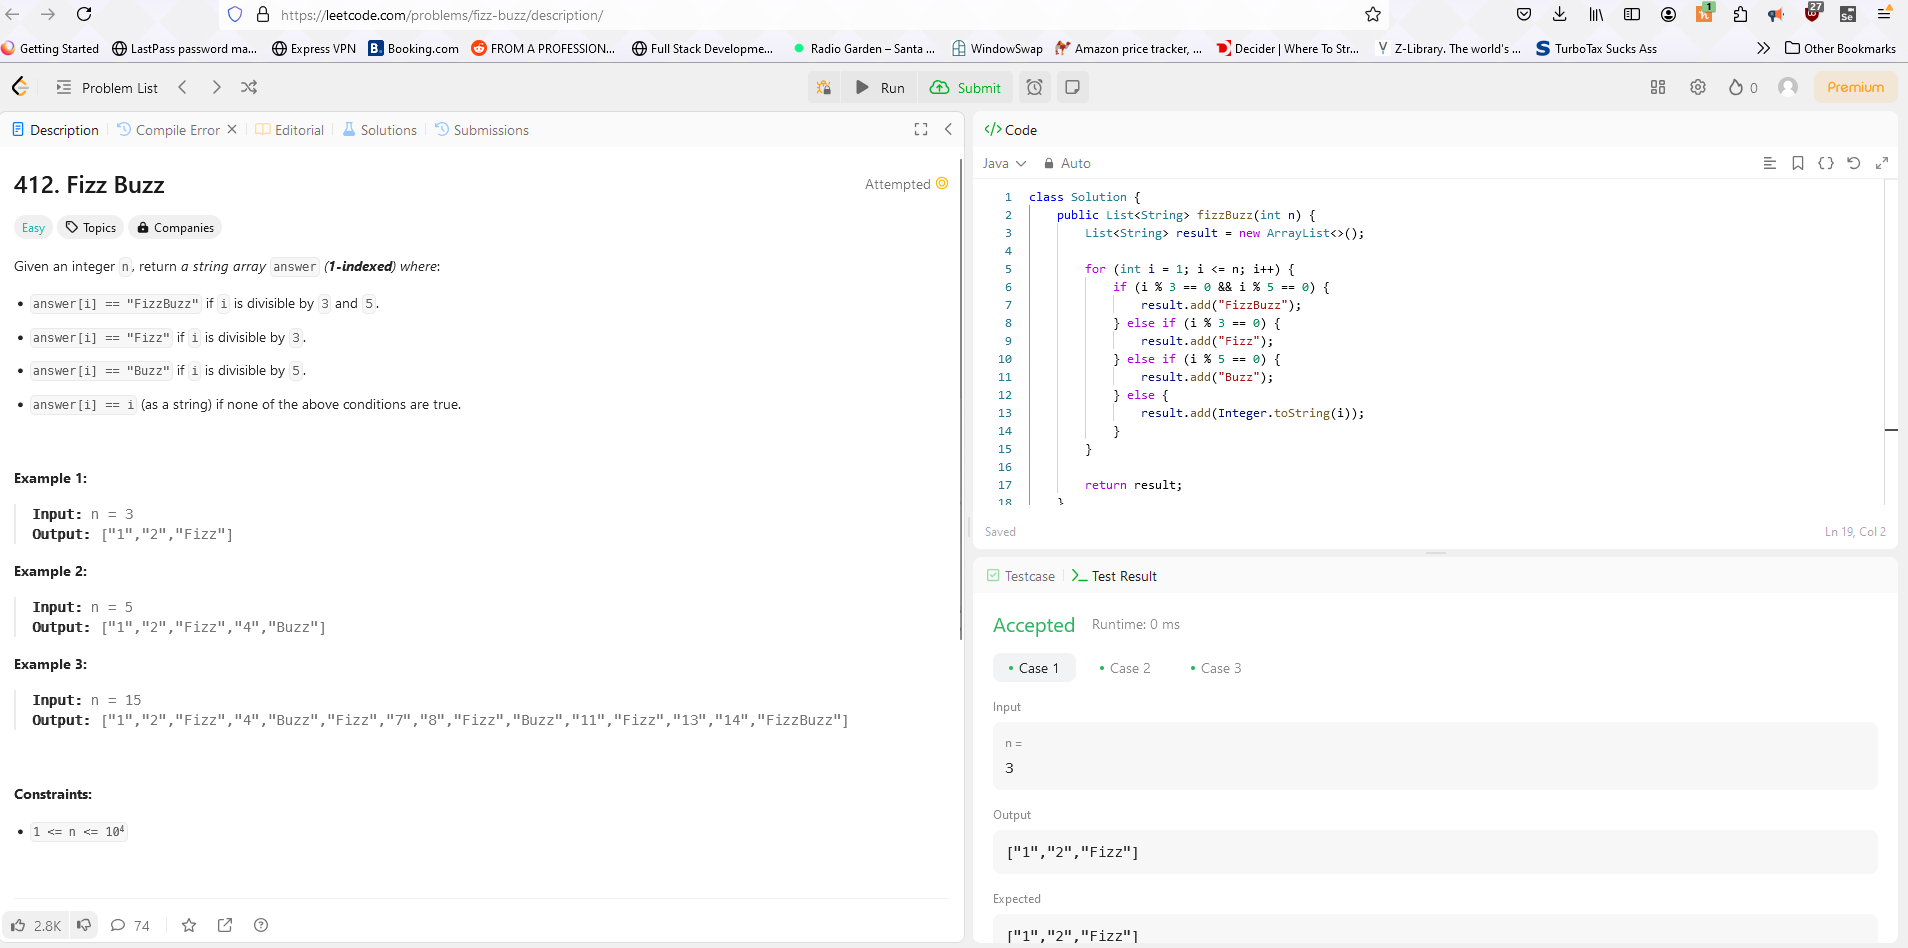 https://leetcode.com/problems/fizz-buzz/description/
1
27
Se
Getting Started
LastPass password ma...
Express VPN
B. Booking.com
FROM A PROFESSION...
Full Stack Developme...
Radio Garden – Santa ...
WindowSwap
Amazon price tracker, ...
Decider | Where To Str...
Z-Library. The world's ...
TurboTax Sucks Ass
Other Bookmarks
Problem List
Run
Submit
0
Premium
Description
Compile Error
Editorial
Solutions
Submissions
412. Fizz Buzz
Attempted
Easy
Topics
Companies
Given an integer n, return a string array answer (1-indexed) where:
• answer[i] == "FizzBuzz" if i is divisible by 3 and 5.
• answer[i] == "Fizz" if i is divisible by 3.
• answer[i] == "Buzz" if i is divisible by 5.
• answer[i] == i (as a string) if none of the above conditions are true.
Example 1:
Input: n = 3
Output: ["1","2","Fizz"]
Example 2:
Input: n = 5
Output: ["1","2","Fizz","4","Buzz"]
Example 3:
Input: n = 15
Output: ["1","2","Fizz","4","Buzz","Fizz","7","8","Fizz","Buzz","11","Fizz","13","14","FizzBuzz"]
Constraints:
• 1 <= n <= 10⁴
2.8K
74
</> Code
Java
Auto
1 class Solution {
2     public List<String> fizzBuzz(int n) {
3         List<String> result = new ArrayList<>();
4
5         for (int i = 1; i <= n; i++) {
6             if (i % 3 == 0 && i % 5 == 0) {
7                 result.add("FizzBuzz");
8             } else if (i % 3 == 0) {
9                 result.add("Fizz");
10             } else if (i % 5 == 0) {
11                 result.add("Buzz");
12             } else {
13                 result.add(Integer.toString(i));
14             }
15         }
16
17         return result;
18     }
Saved
Ln 19, Col 2
Testcase
Test Result
Accepted
Runtime: 0 ms
• Case 1
• Case 2
• Case 3
Input
n =
3
Output
["1","2","Fizz"]
Expected
["1","2","Fizz"]